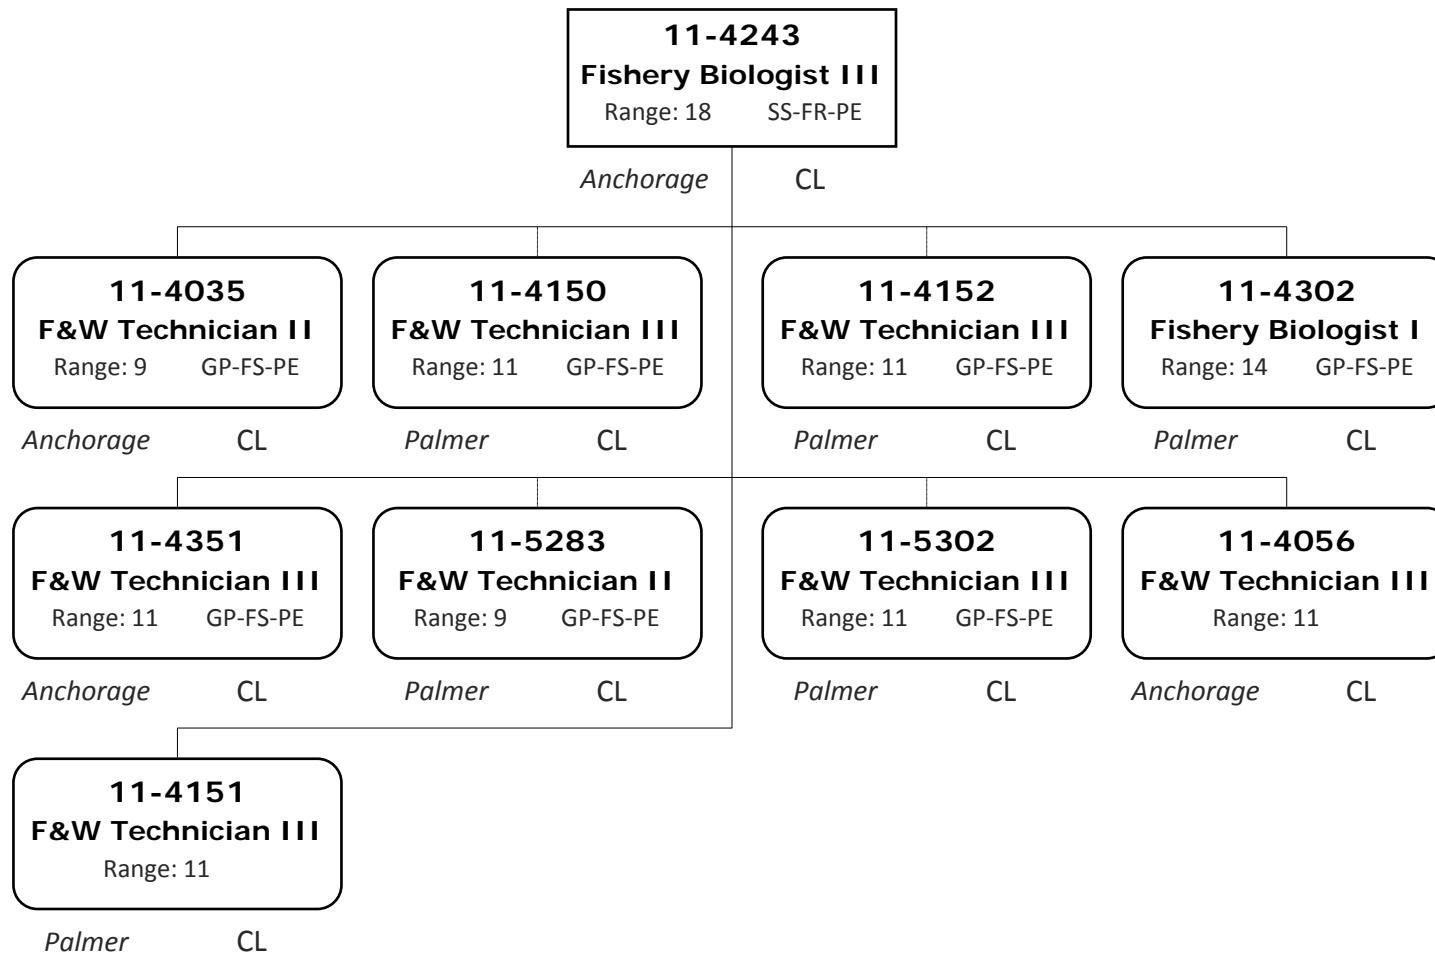 11-4243
Fishery Biologist III
Range: 18 SS-FR-PE
Anchorage CL
11-4035
F&W Technician II
Range: 9 GP-FS-PE
Anchorage CL
11-4150
F&W Technician III
Range: 11 GP-FS-PE
Palmer CL
11-4152
F&W Technician III
Range: 11 GP-FS-PE
Palmer CL
11-4302
Fishery Biologist I
Range: 14 GP-FS-PE
Palmer CL
11-4351
F&W Technician III
Range: 11 GP-FS-PE
Anchorage CL
11-5283
F&W Technician II
Range: 9 GP-FS-PE
Palmer CL
11-5302
F&W Technician III
Range: 11 GP-FS-PE
Palmer CL
11-4056
F&W Technician III
Range: 11
Anchorage CL
11-4151
F&W Technician III
Range: 11
Palmer CL